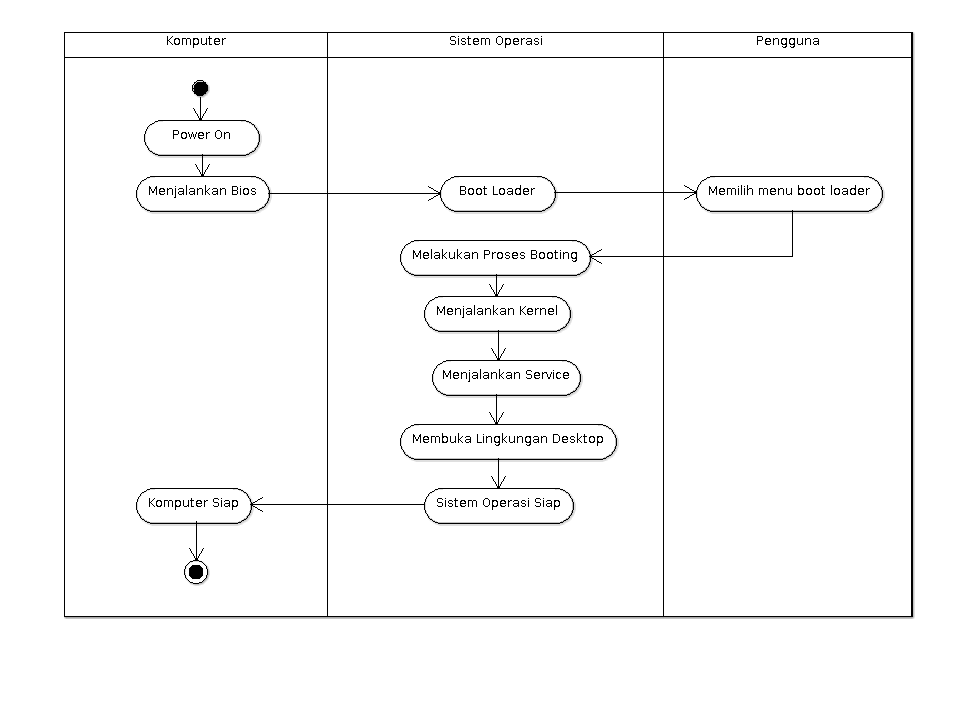 Komputer
Sistem Operasi
Pengguna
Power On
Menjalankan Bios
Boot Loader
Memilih menu boot loader
Melakukan Proses Booting
Menjalankan Kernel
Menjalankan Service
Membuka Lingkungan Desktop
Komputer Siap
Sistem Operasi Siap